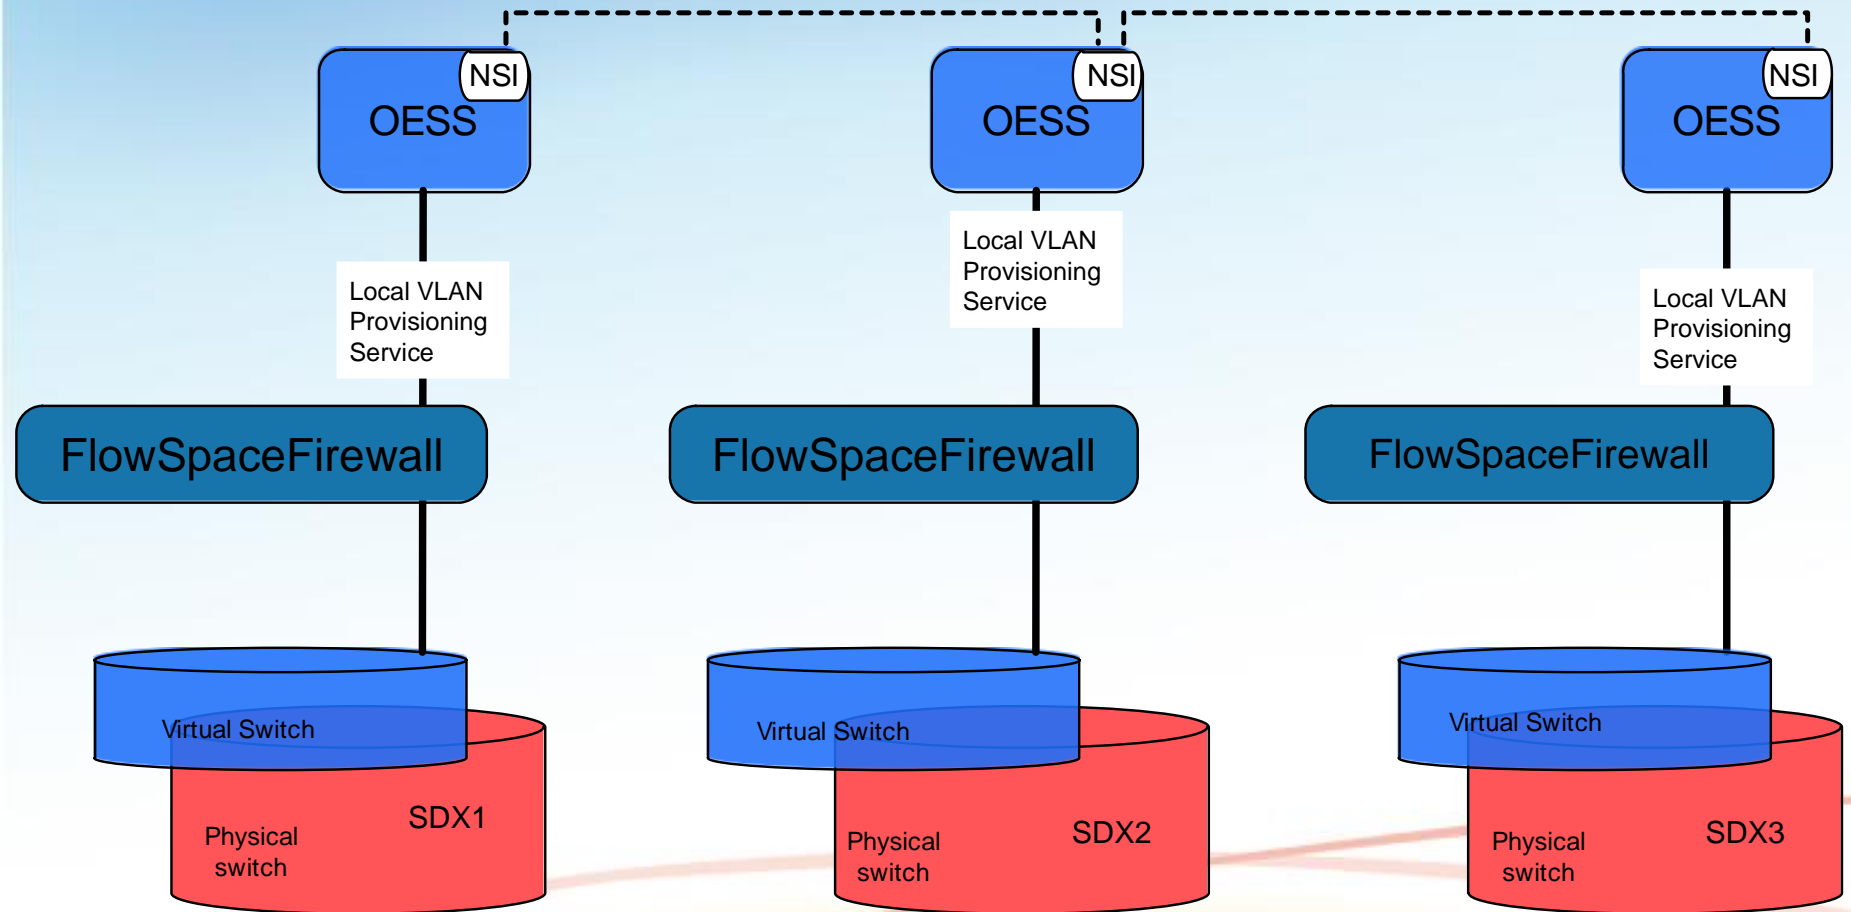 NSI
OESS
NSI
OESS
NSI
OESS
Local VLAN
Provisioning
Service
Local VLAN
Provisioning
Service
Local VLAN
Provisioning
Service
FlowSpaceFirewall
FlowSpaceFirewall
FlowSpaceFirewall
Virtual Switch
SDX1
Physical
switch
Virtual Switch
SDX2
Physical
switch
Virtual Switch
SDX3
Physical
switch